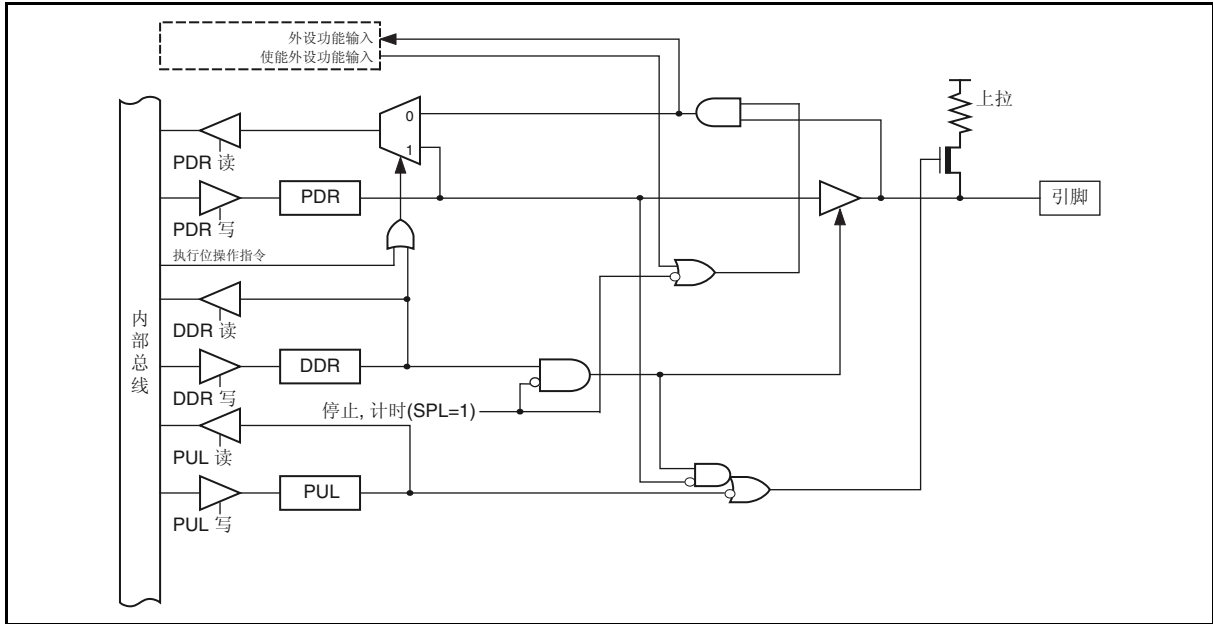 外设功能输入
使能外设功能输入
上拉
0
1
PDR 读
PDR
PDR 写
引脚
执行位操作指令
内部总线
DDR 读
DDR
DDR 写
停止, 计时(SPL=1)
PUL 读
PUL
PUL 写